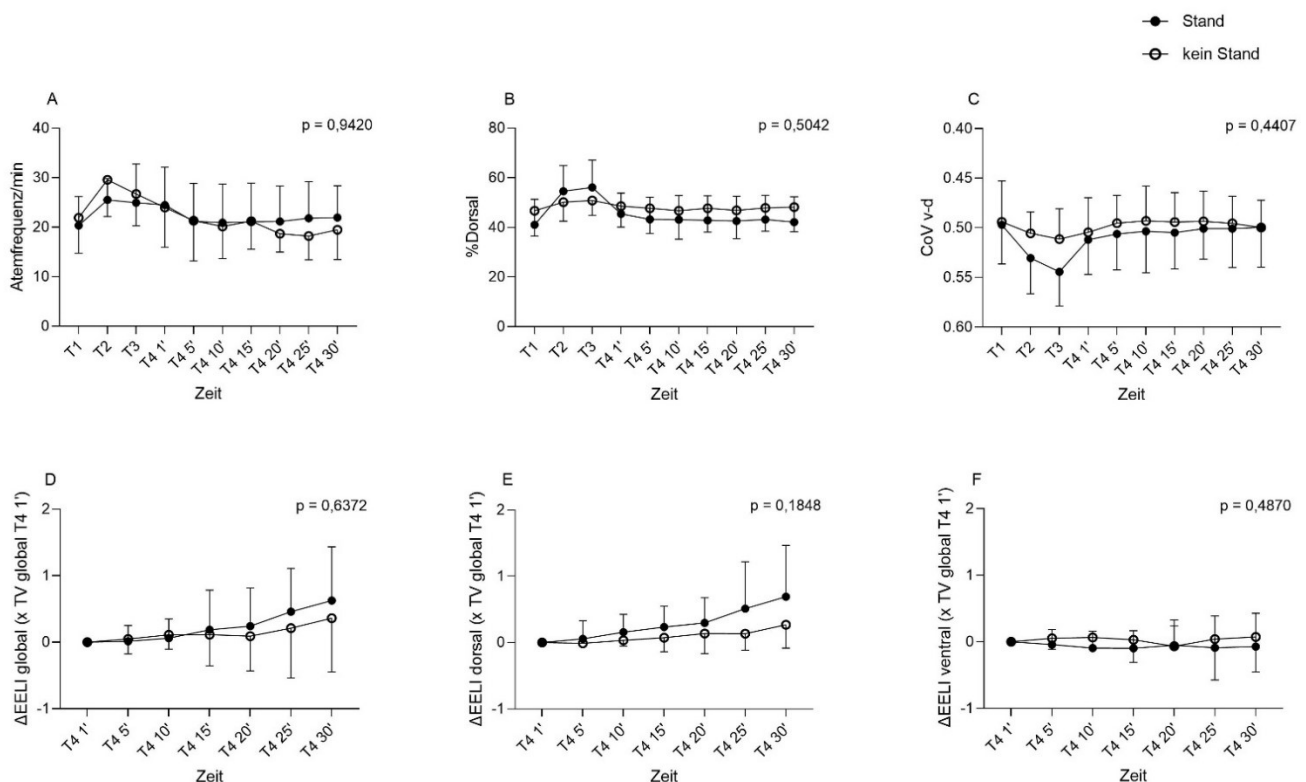 Stand
kein Stand
A
p = 0,9420
Atemfrequenz/min
40
30
20
10
0
T1
T2
T3
T4 1'
T4 5'
T4 10'
T4 15'
T4 20'
T4 25'
T4 30'
Zeit
B
p = 0,5042
%Dorsal
80
60
40
20
0
T1
T2
T3
T4 1'
T4 5'
T4 10'
T4 15'
T4 20'
T4 25'
T4 30'
Zeit
C
p = 0,4407
CoV v-d
0.40
0.45
0.50
0.55
0.60
T1
T2
T3
T4 1'
T4 5'
T4 10'
T4 15'
T4 20'
T4 25'
T4 30'
Zeit
D
p = 0,6372
ΔEELI global (x TV global T4 1')
2
1
0
-1
T4 1'
T4 5'
T4 10'
T4 15'
T4 20'
T4 25'
T4 30'
Zeit
E
p = 0,1848
ΔEELI dorsal (x TV global T4 1')
2
1
0
-1
T4 1'
T4 5'
T4 10'
T4 15'
T4 20'
T4 25'
T4 30'
Zeit
F
p = 0,4870
ΔEELI ventral (x TV global T4 1')
2
1
0
-1
T4 1'
T4 5'
T4 10'
T4 15'
T4 20'
T4 25'
T4 30'
Zeit